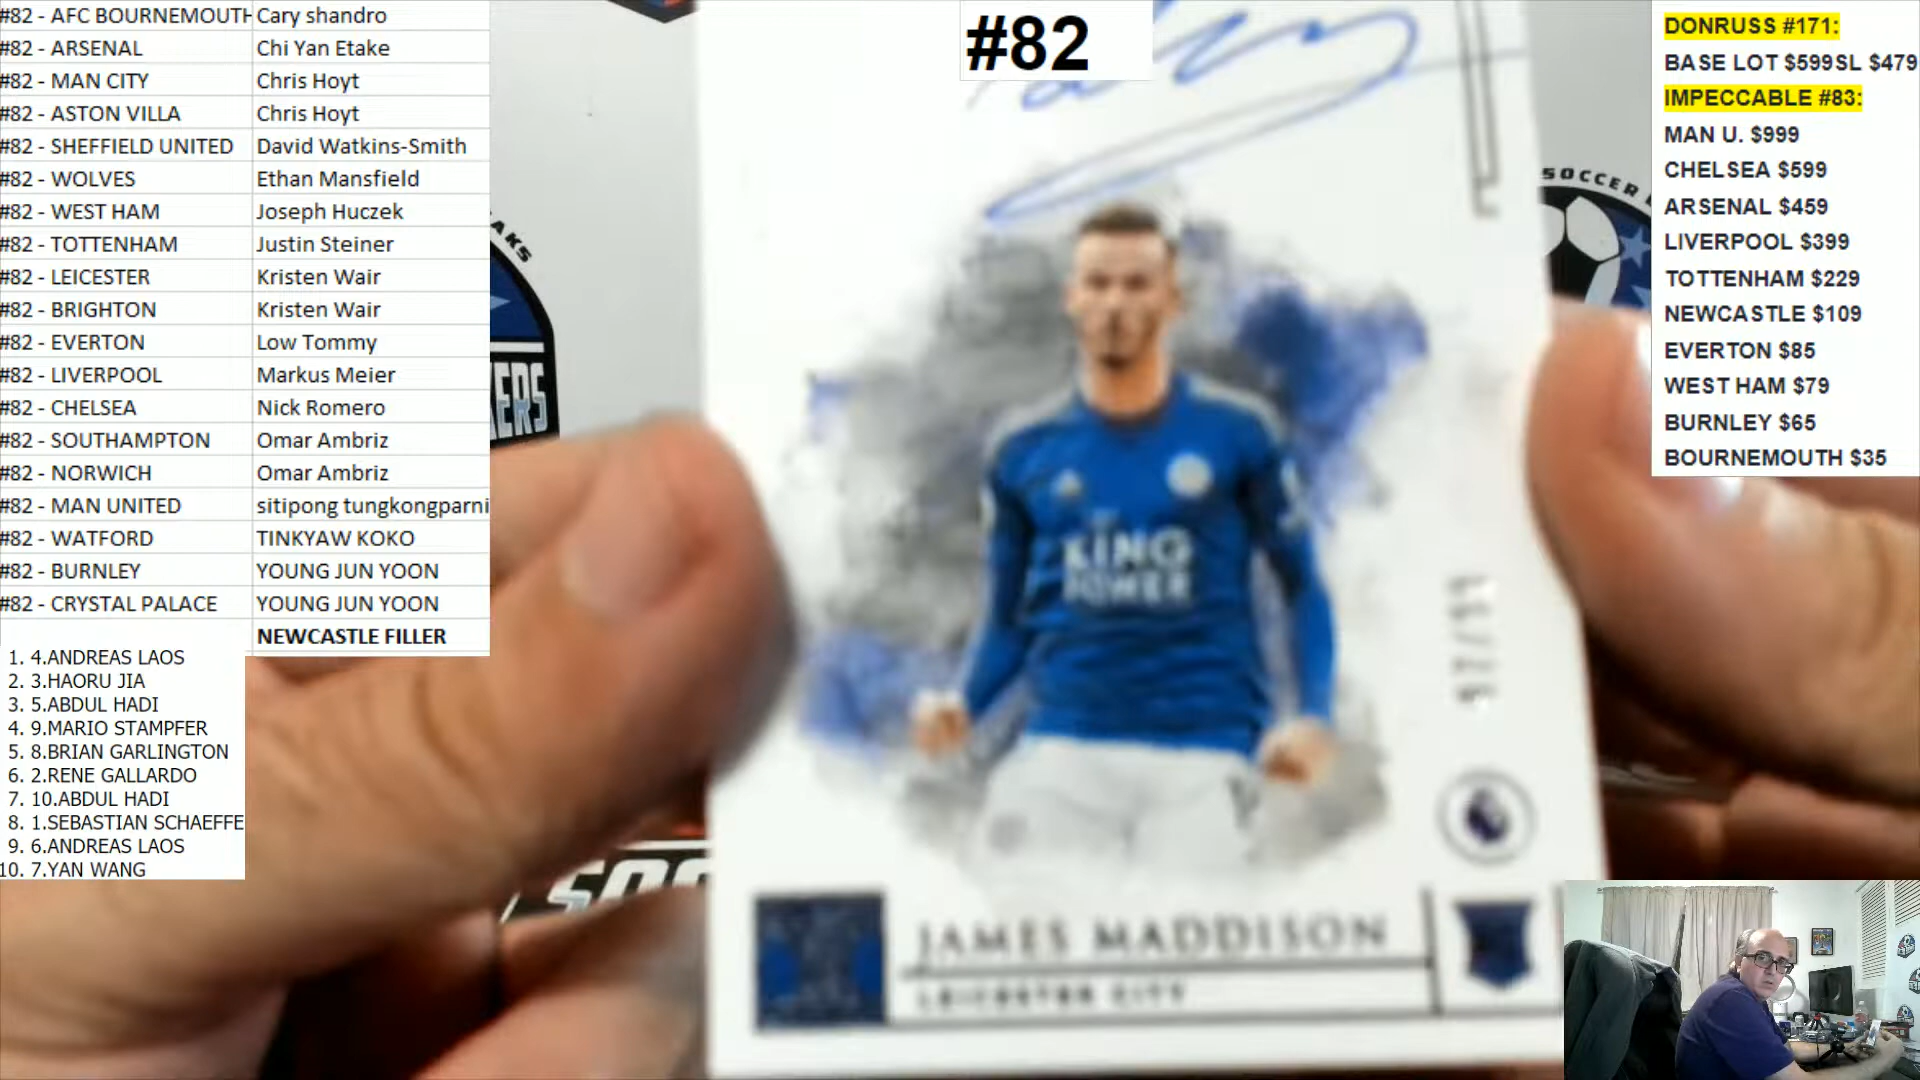 #82 - AFC BOURNEMOUTH Cary shandro
#82 - ARSENAL Chi Yan Etake
#82 - MAN CITY Chris Hoyt
#82 - ASTON VILLA Chris Hoyt
#82 - SHEFFIELD UNITED David Watkins-Smith
#82 - WOLVES Ethan Mansfield
#82 - WEST HAM Joseph Huczek
#82 - TOTTENHAM Justin Steiner
#82 - LEICESTER Kristen Wair
#82 - BRIGHTON Kristen Wair
#82 - EVERTON Low Tommy
#82 - LIVERPOOL Markus Meier
#82 - CHELSEA Nick Romero
#82 - SOUTHAMPTON Omar Ambriz
#82 - NORWICH Omar Ambriz
#82 - MAN UNITED sitipong tungkongparni
#82 - WATFORD TINKYAW KOKO
#82 - BURNLEY YOUNG JUN YOON
#82 - CRYSTAL PALACE YOUNG JUN YOON
NEWCASTLE FILLER
1. 4.ANDREAS LAOS
2. 3.HAORU JIA
3. 5.ABDUL HADI
4. 9.MARIO STAMPFER
5. 8.BRIAN GARLINGTON
6. 2.RENE GALLARDO
7. 10.ABDUL HADI
8. 1.SEBASTIAN SCHAEFFE
9. 6.ANDREAS LAOS
10. 7.YAN WANG
#82
KING
POWER
JAMES MADDISON
LEICESTER CITY
SOCCER
DONRUSS #171:
BASE LOT $599SL $479
IMPECCABLE #83:
MAN U. $999
CHELSEA $599
ARSENAL $459
LIVERPOOL $399
TOTTENHAM $229
NEWCASTLE $109
EVERTON $85
WEST HAM $79
BURNLEY $65
BOURNEMOUTH $35